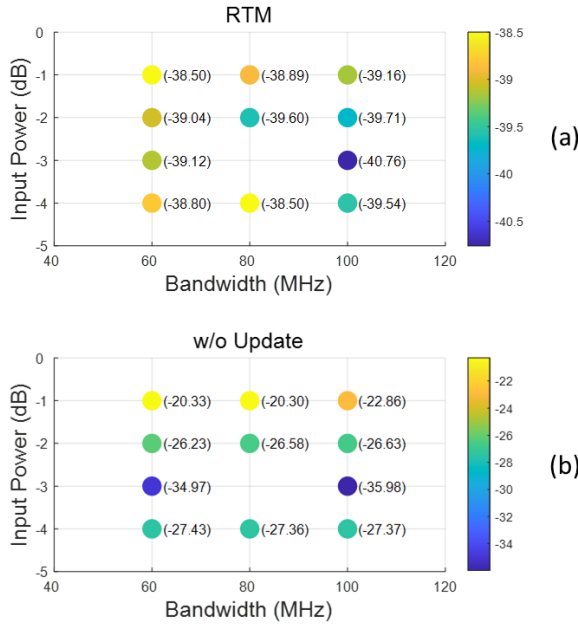 RTM
0
-1
-2
-3
-4
-5
Input Power (dB)
(-38.50) (-38.89) (-39.16)
(-39.04) (-39.60) (-39.71)
(-39.12) (-40.76)
(-38.80) (-38.50) (-39.54)
40 60 80 100 120
Bandwidth (MHz)
-38.5
-39
-39.5
-40
-40.5
(a)
w/o Update
0
-1
-2
-3
-4
-5
Input Power (dB)
(-20.33) (-20.30) (-22.86)
(-26.23) (-26.58) (-26.63)
(-34.97) (-35.98)
(-27.43) (-27.36) (-27.37)
40 60 80 100 120
Bandwidth (MHz)
-22
-24
-26
-28
-30
-32
-34
(b)